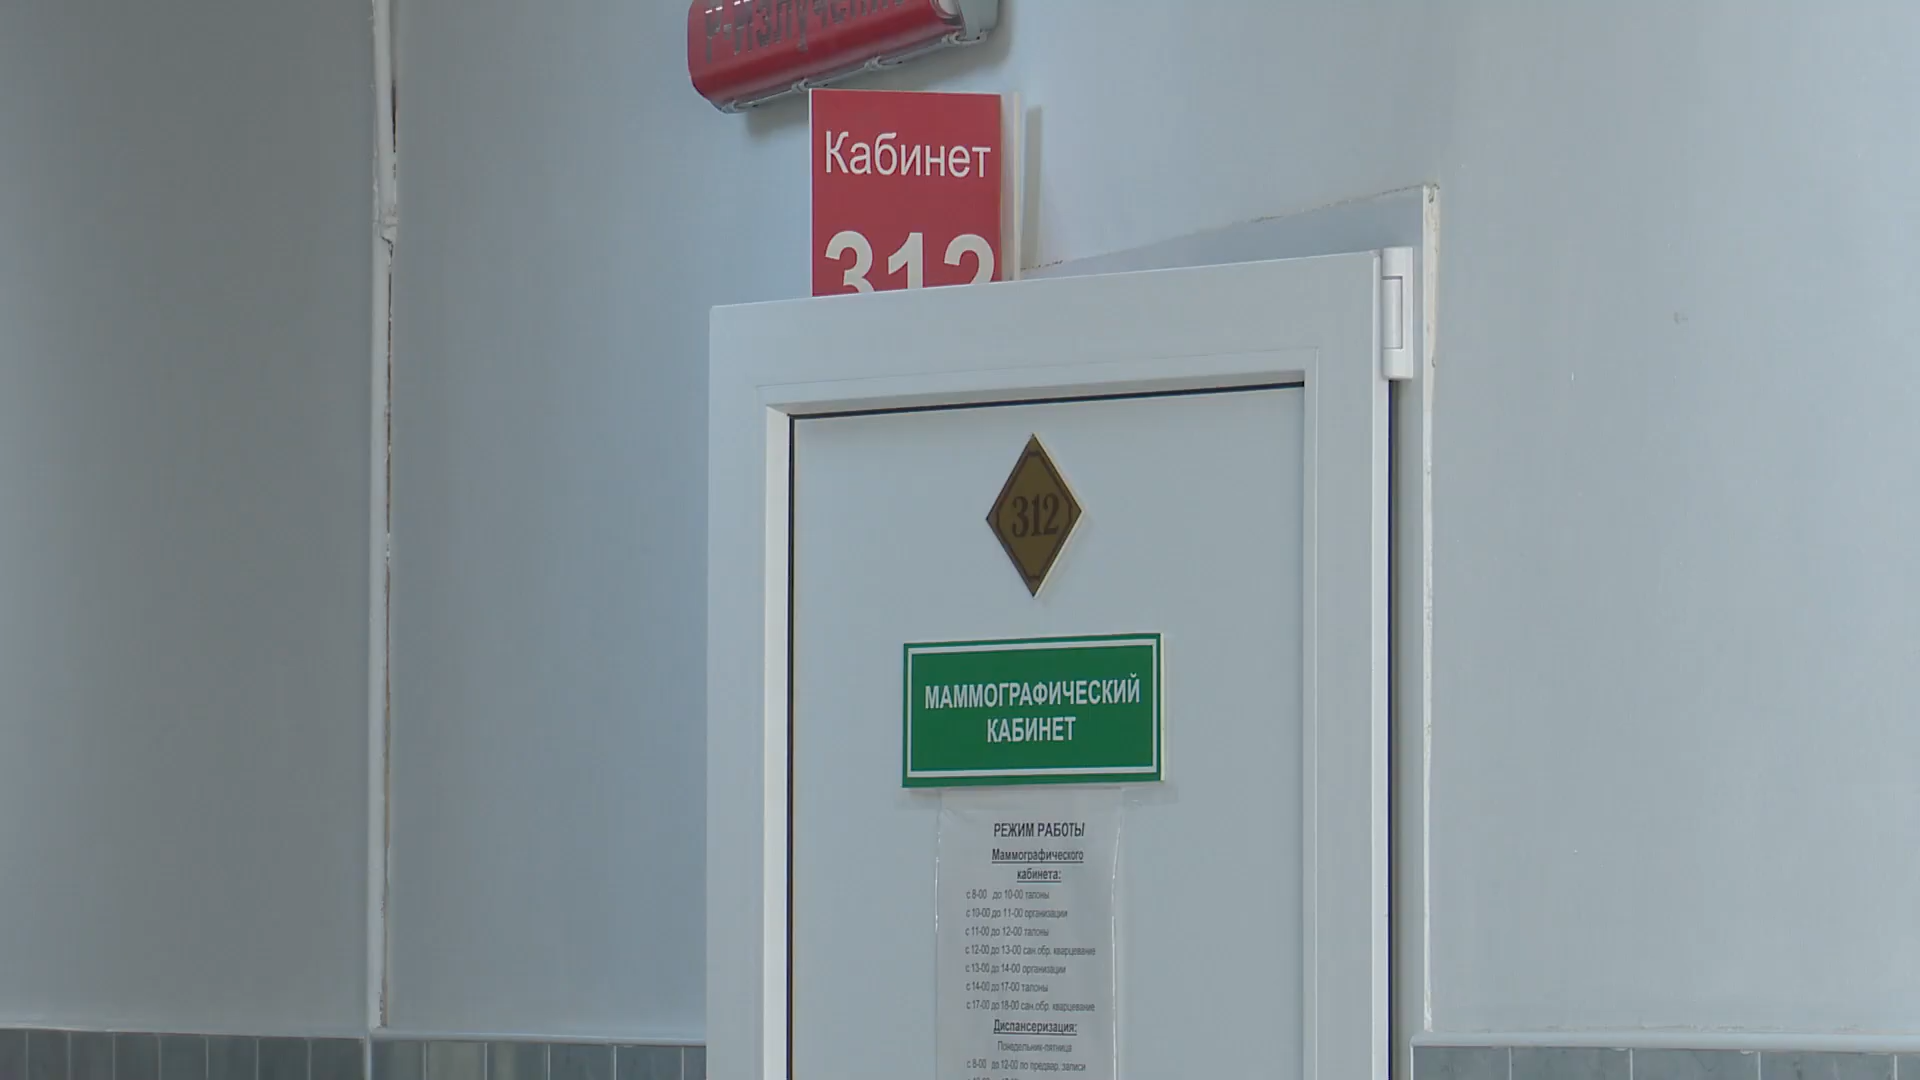 Р-излучение
Кабинет
312
312
МАММОГРАФИЧЕСКИЙ
КАБИНЕТ
РЕЖИМ РАБОТЫ
Маммографического
кабинета:
с 8-00 до 10-00 талоны
с 10-00 до 11-00 организации
с 11-00 до 12-00 талоны
с 12-00 до 13-00 сан.обр. кварцевание
с 13-00 до 14-00 организации
с 14-00 до 17-00 талоны
с 17-00 до 18-00 сан.обр. кварцевание
Диспансеризация:
Понедельник-пятница
с 8-00 до 12-00 по предвар. записи